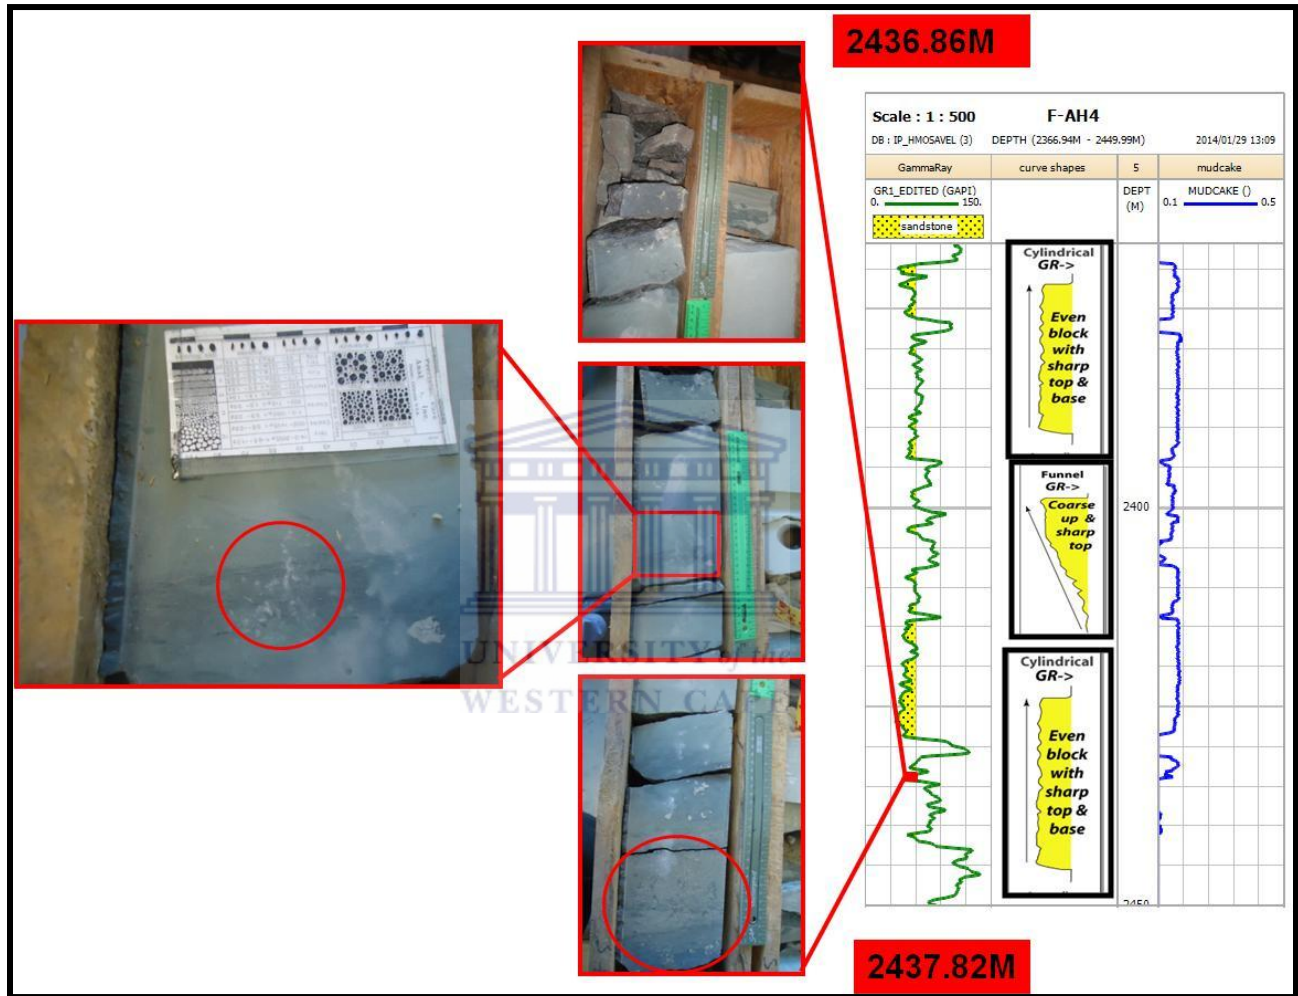 2436.86M
Scale : 1 : 500 F-AH4
DB : IP_HMOSAVEL (3) DEPTH (2366.94M - 2449.99M) 2014/01/29 13:09
GammaRay curve shapes 5 mudcake
GR1_EDITED (GAPI) DEPT MUDCAKE ()
0. 150. (M) 0.1 0.5
sandstone
Cylindrical
GR->
Even
block
with
sharp
top &
base
Funnel
GR->
Coarse
up &
sharp
top
2400
Cylindrical
GR->
Even
block
with
sharp
top &
base
2450
UNIVERSITY of the
WESTERN CAPE
2437.82M